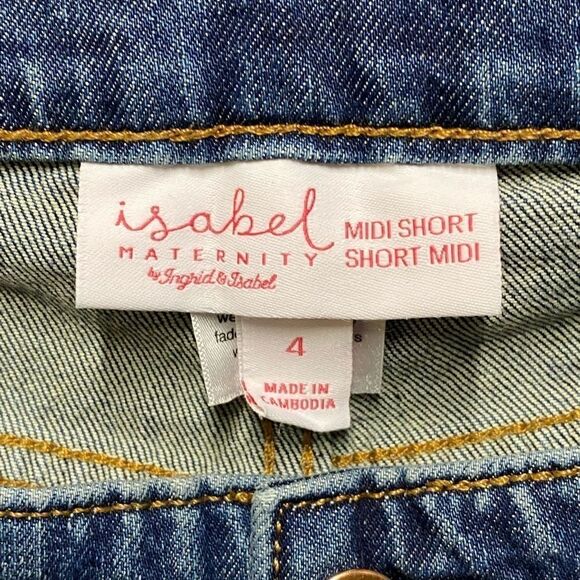 isabel
MATERNITY
by Ingrid & Isabel
MIDI SHORT
SHORT MIDI
4
MADE IN
CAMBODIA